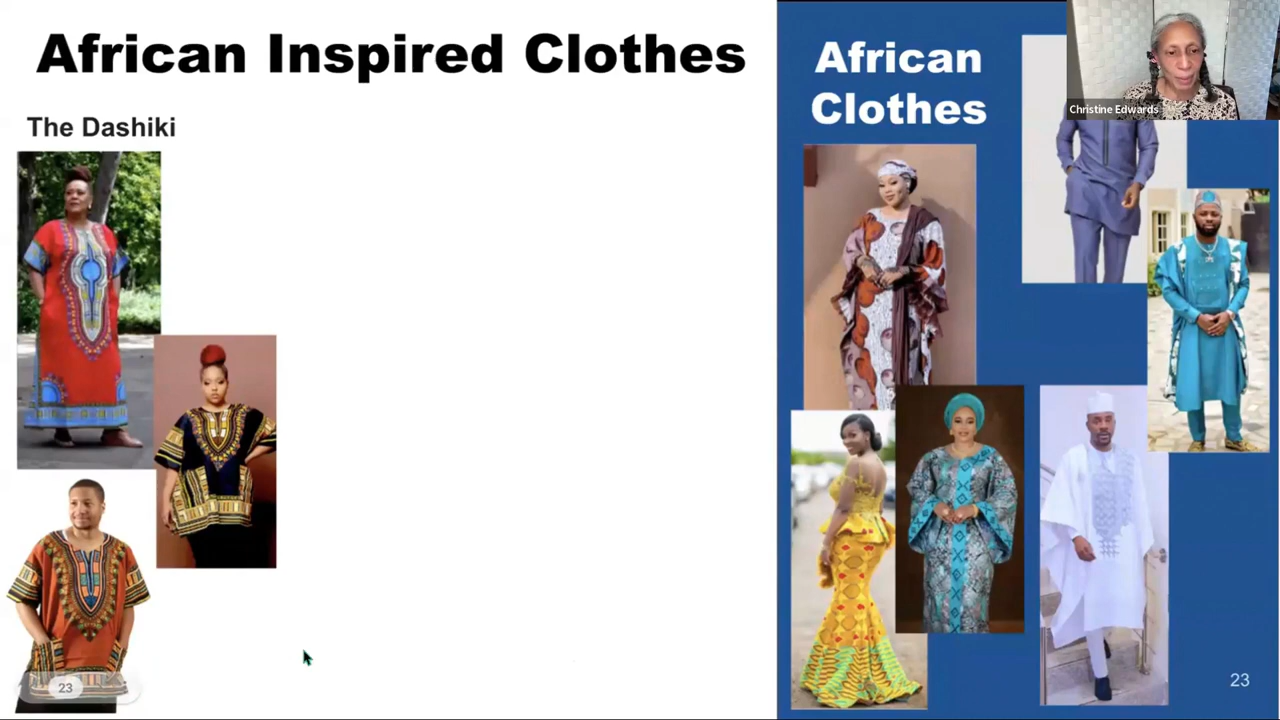 African Inspired Clothes
The Dashiki
23
African
Clothes
Christine Edwards
23